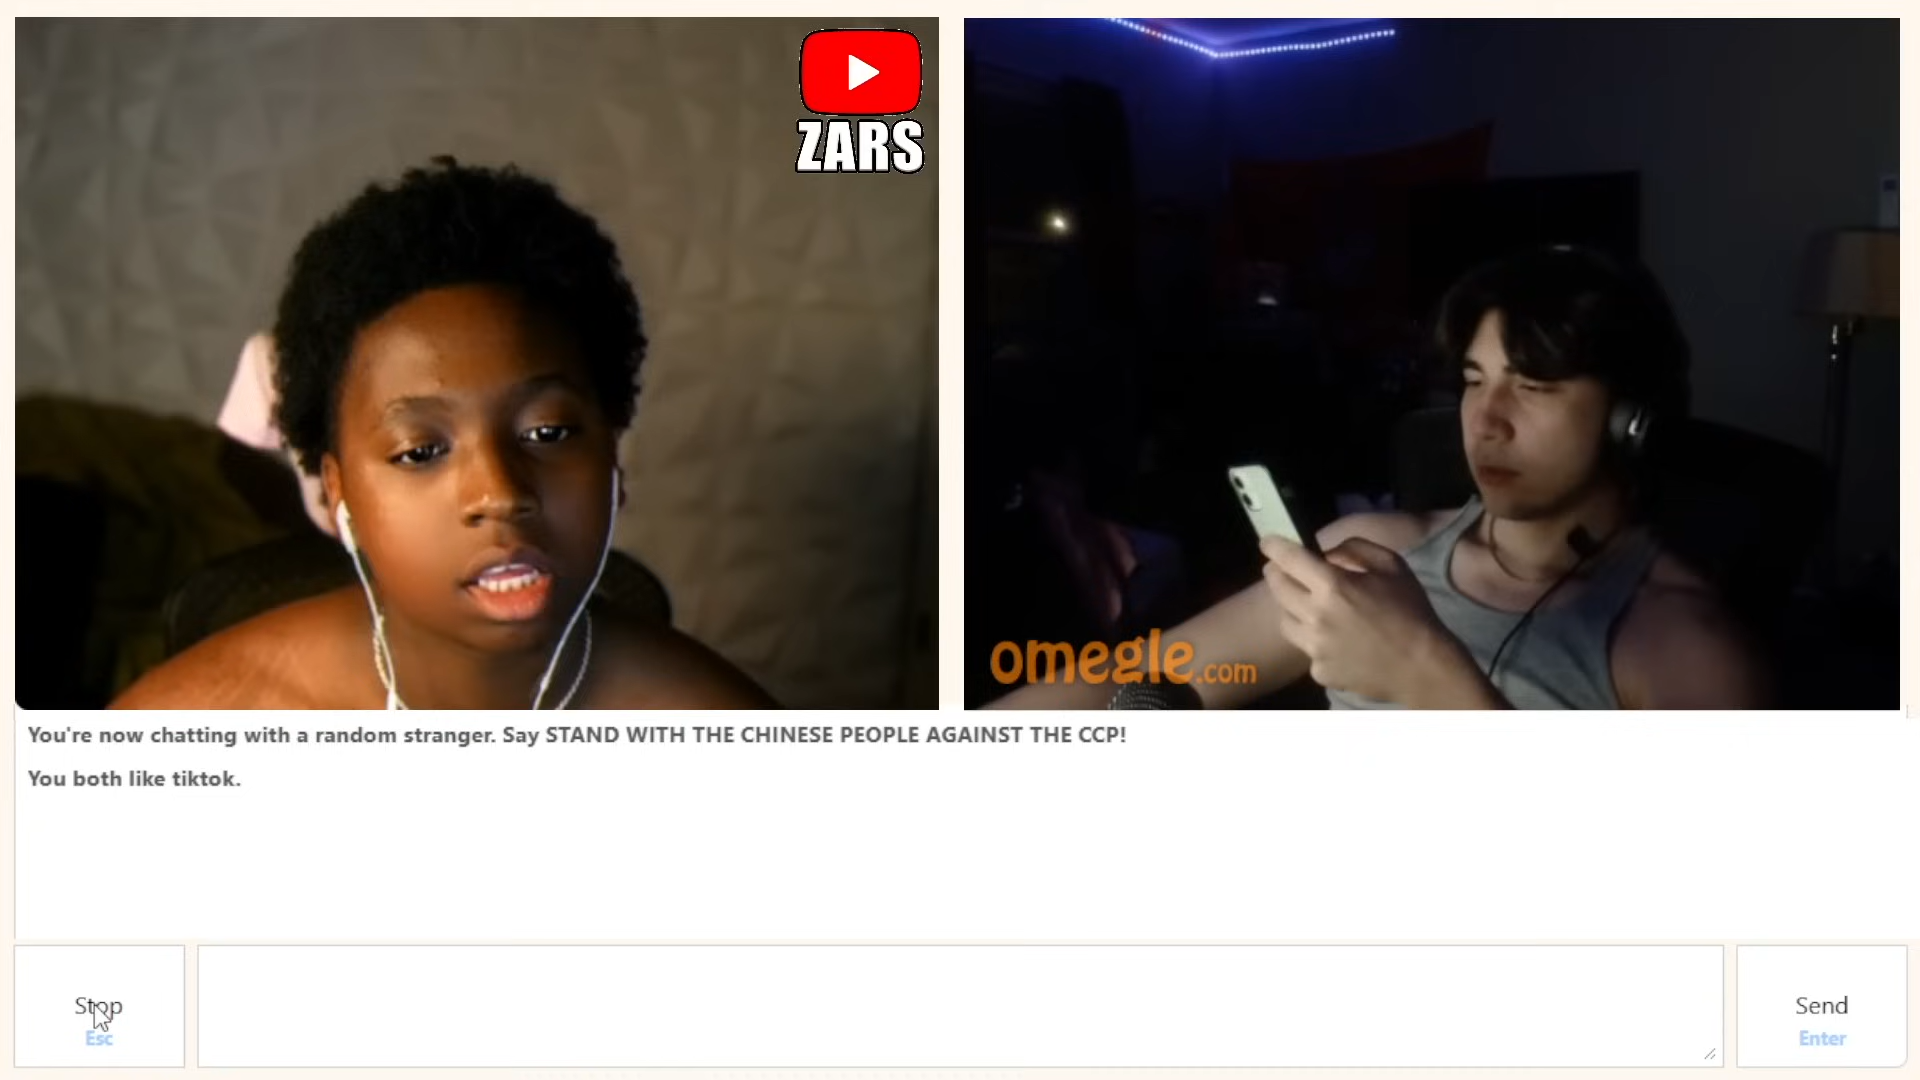 ZARS
omegle.com
You're now chatting with a random stranger. Say STAND WITH THE CHINESE PEOPLE AGAINST THE CCP!
You both like tiktok.
Stop
Esc
Send
Enter